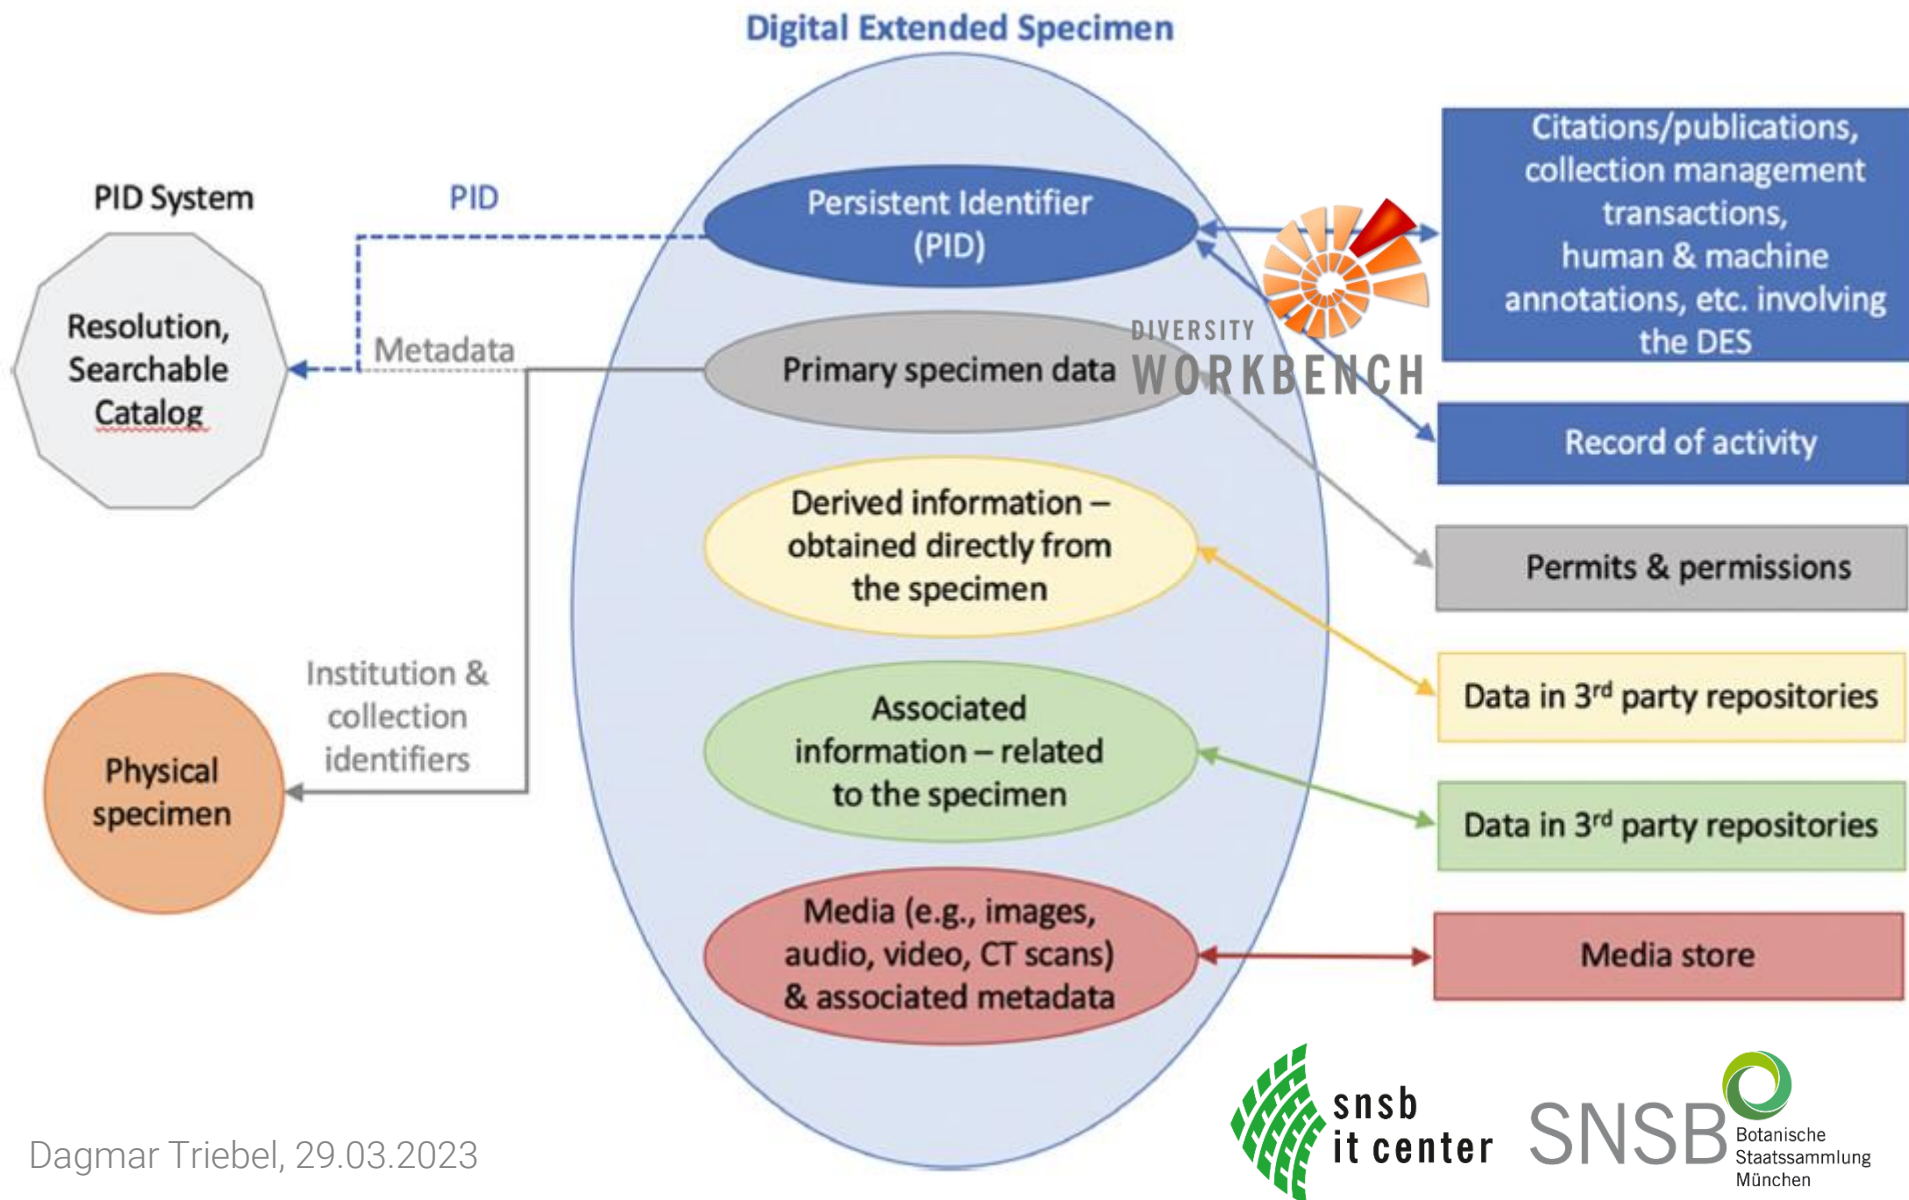 Digital Extended Specimen
PID System
PID
Resolution,
Searchable
Catalog
Metadata
Institution &
collection
identifiers
Physical
specimen
Persistent Identifier
(PID)
Primary specimen data
Derived information –
obtained directly from
the specimen
Associated
information – related
to the specimen
Media (e.g., images,
audio, video, CT scans)
& associated metadata
DIVERSITY
WORKBENCH
Citations/publications,
collection management
transactions,
human & machine
annotations, etc. involving
the DES
Record of activity
Permits & permissions
Data in 3rd party repositories
Data in 3rd party repositories
Media store
Dagmar Triebel, 29.03.2023
snsb
it center
SNSB
Botanische
Staatssammlung
München